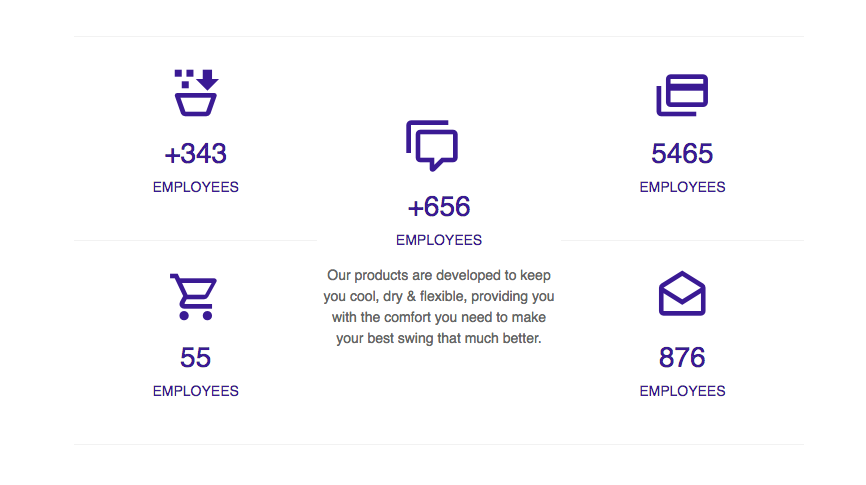 +343
EMPLOYEES
55
EMPLOYEES
+656
EMPLOYEES
Our products are developed to keep
you cool, dry & flexible, providing you
with the comfort you need to make
your best swing that much better.
5465
EMPLOYEES
876
EMPLOYEES